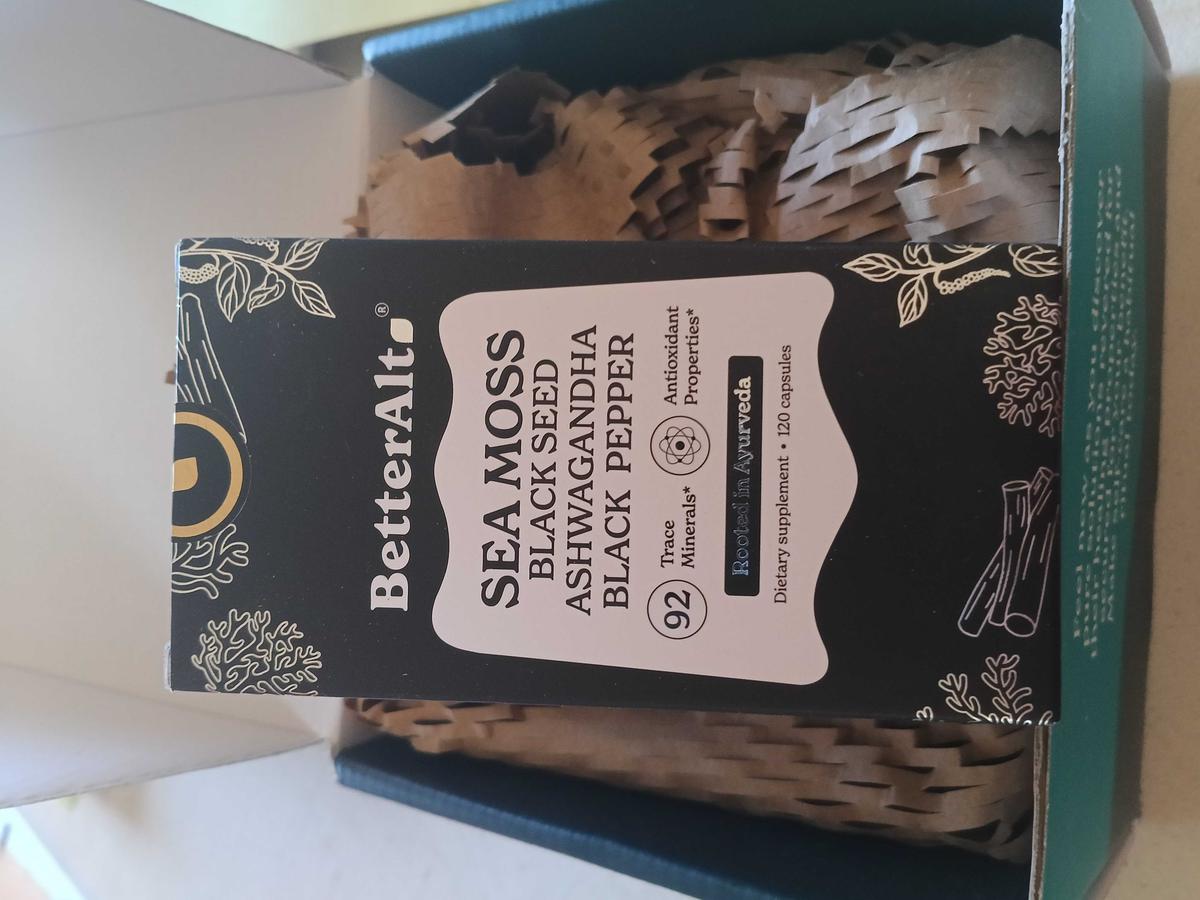 BetterAlt®
SEA MOSS
BLACK SEED
ASHWAGANDHA
BLACK PEPPER
92 Trace Minerals*
Antioxidant Properties*
Rooted in Ayurveda
Dietary supplement • 120 capsules